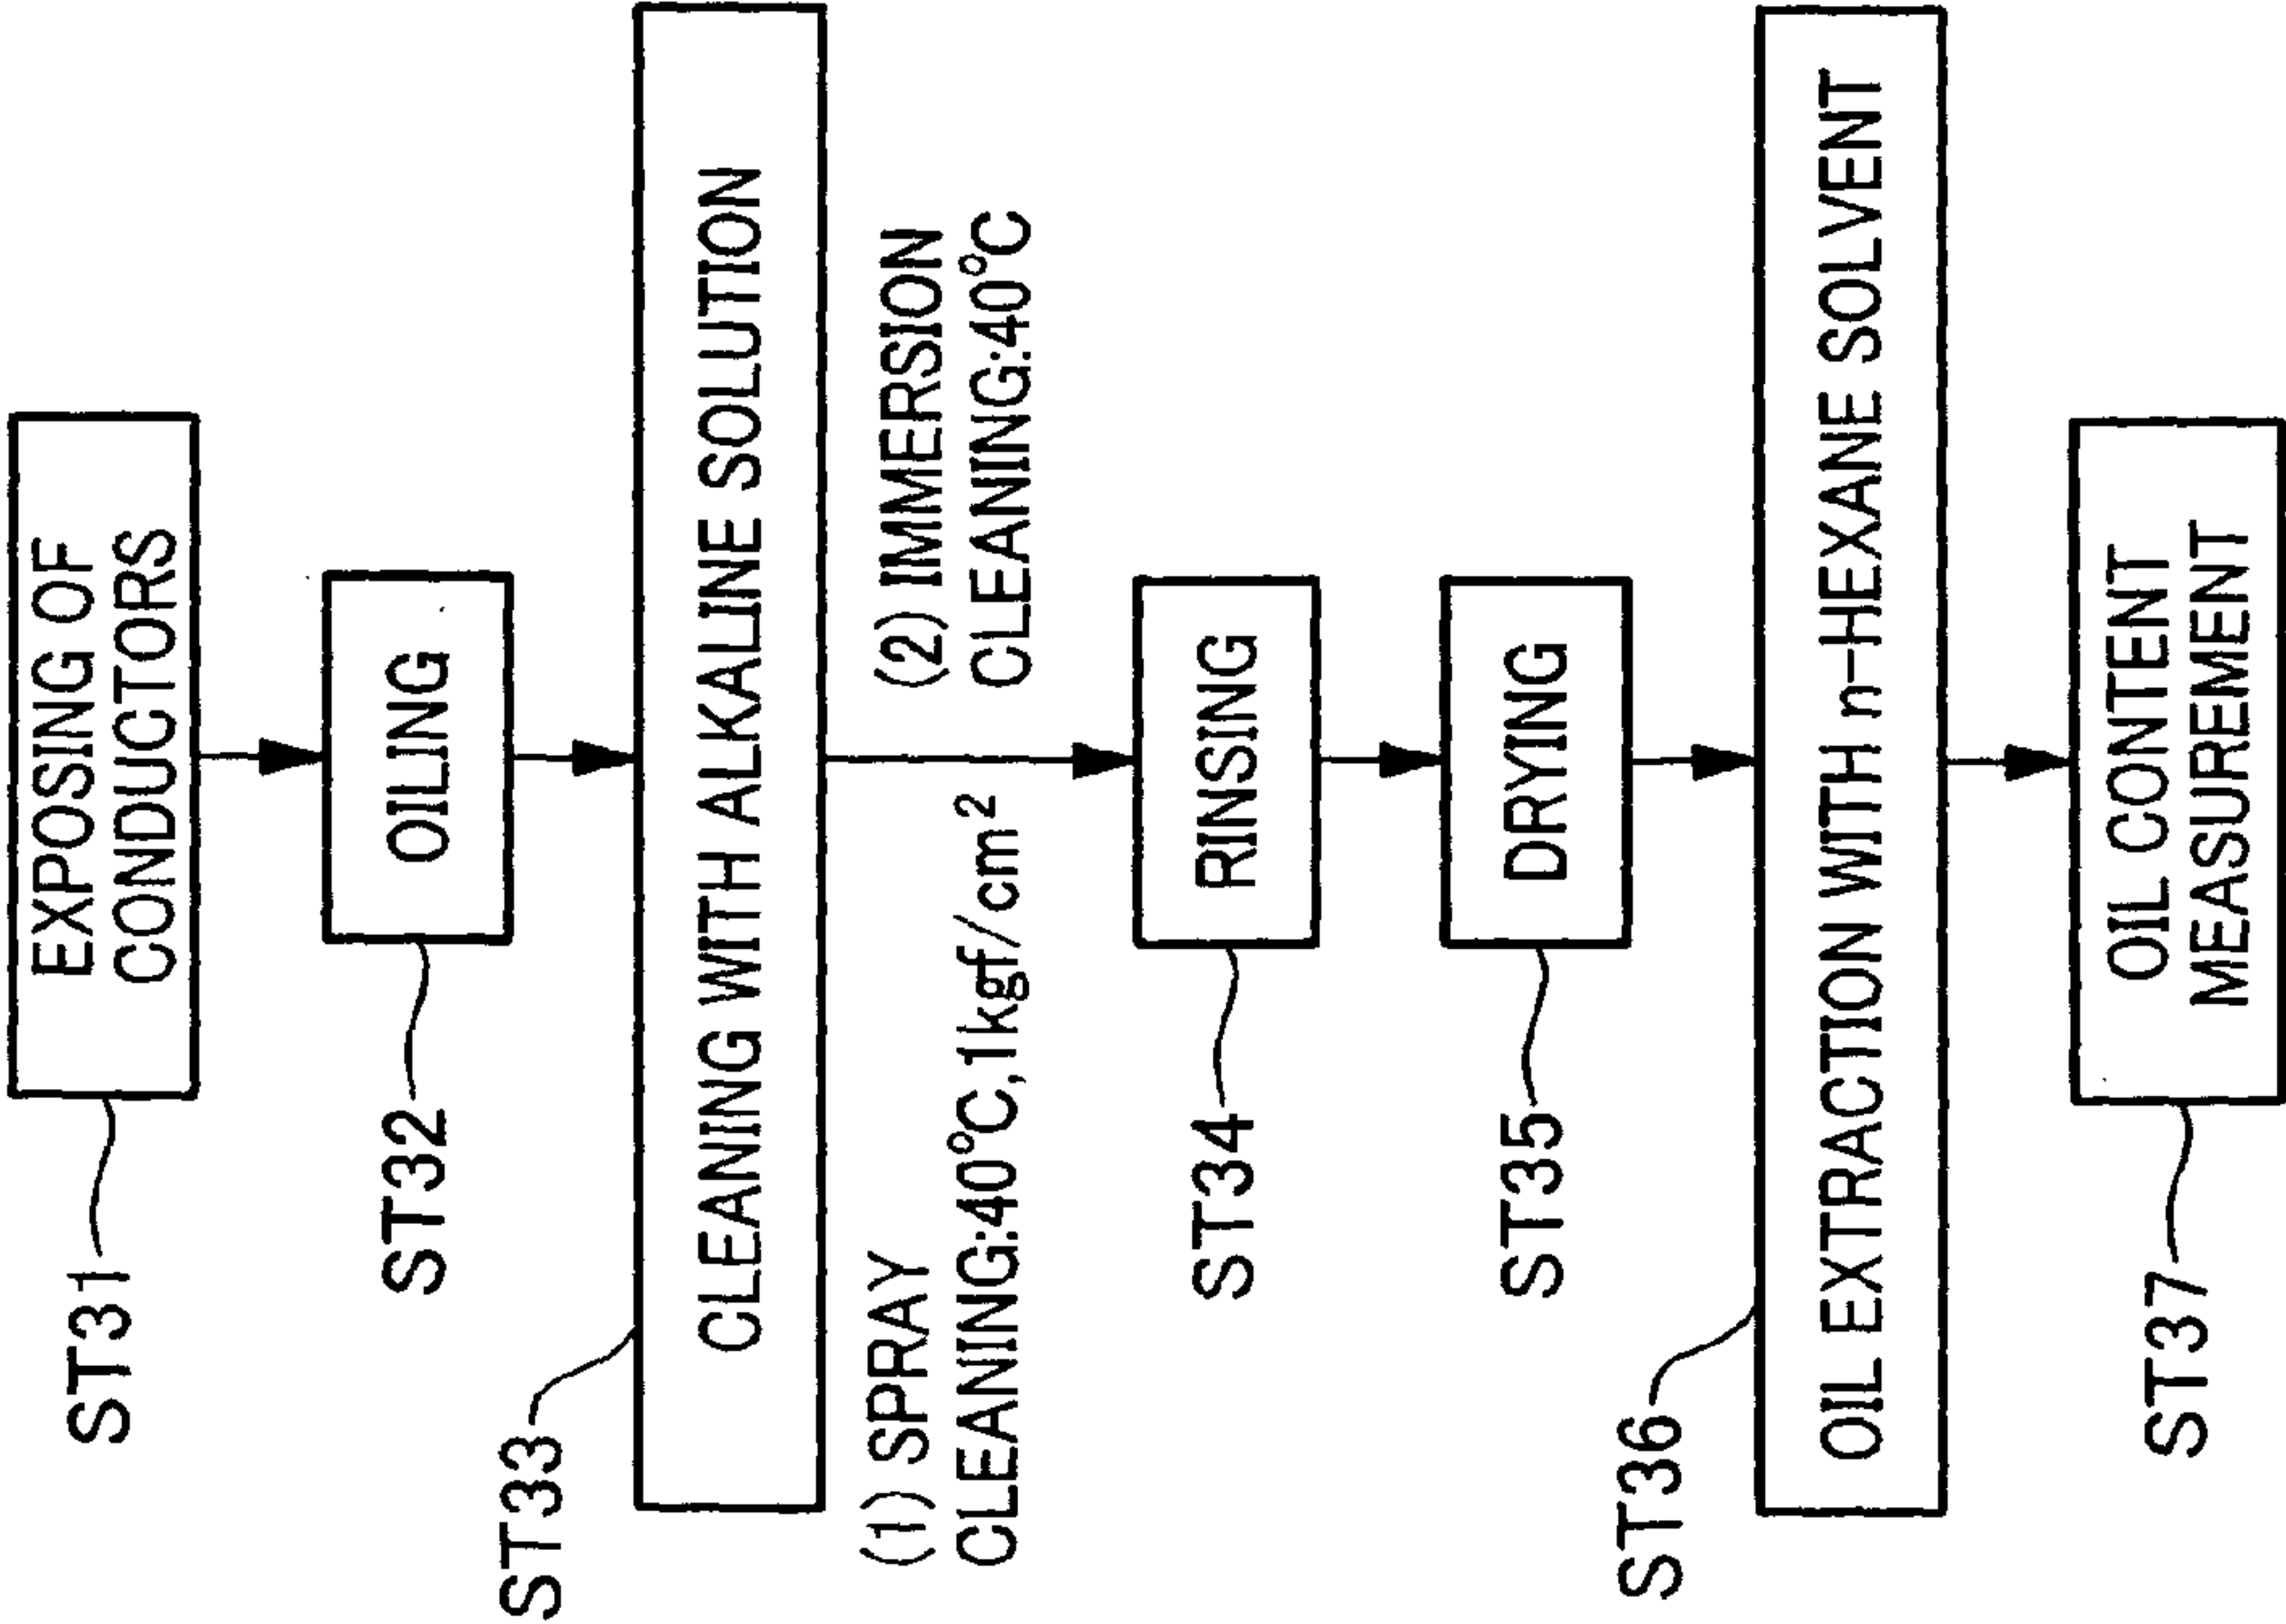 ST31
EXPOSING OF
CONDUCTORS
ST32
OILING
ST33
CLEANING WITH ALKALINE SOLUTION
(1) SPRAY
CLEANING:40°C,1kgf/cm²
(2) IMMERSION
CLEANING:40°C
ST34
RINSING
ST35
DRYING
ST36
OIL EXTRACTION WITH n-HEXANE SOLVENT
ST37
OIL CONTENT
MEASUREMENT